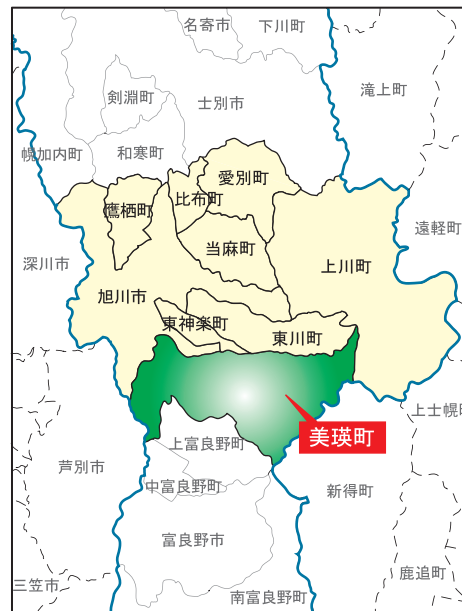 名寄市
下川町
滝上町
剣淵町
士別市
幌加内町
和寒町
愛別町
比布町
鷹栖町
遠軽町
当麻町
上川町
深川市
旭川市
東神楽町
東川町
上士幌町
美瑛町
上富良野町
芦別市
中富良野町
新得町
富良野市
鹿追町
三笠市
南富良野町